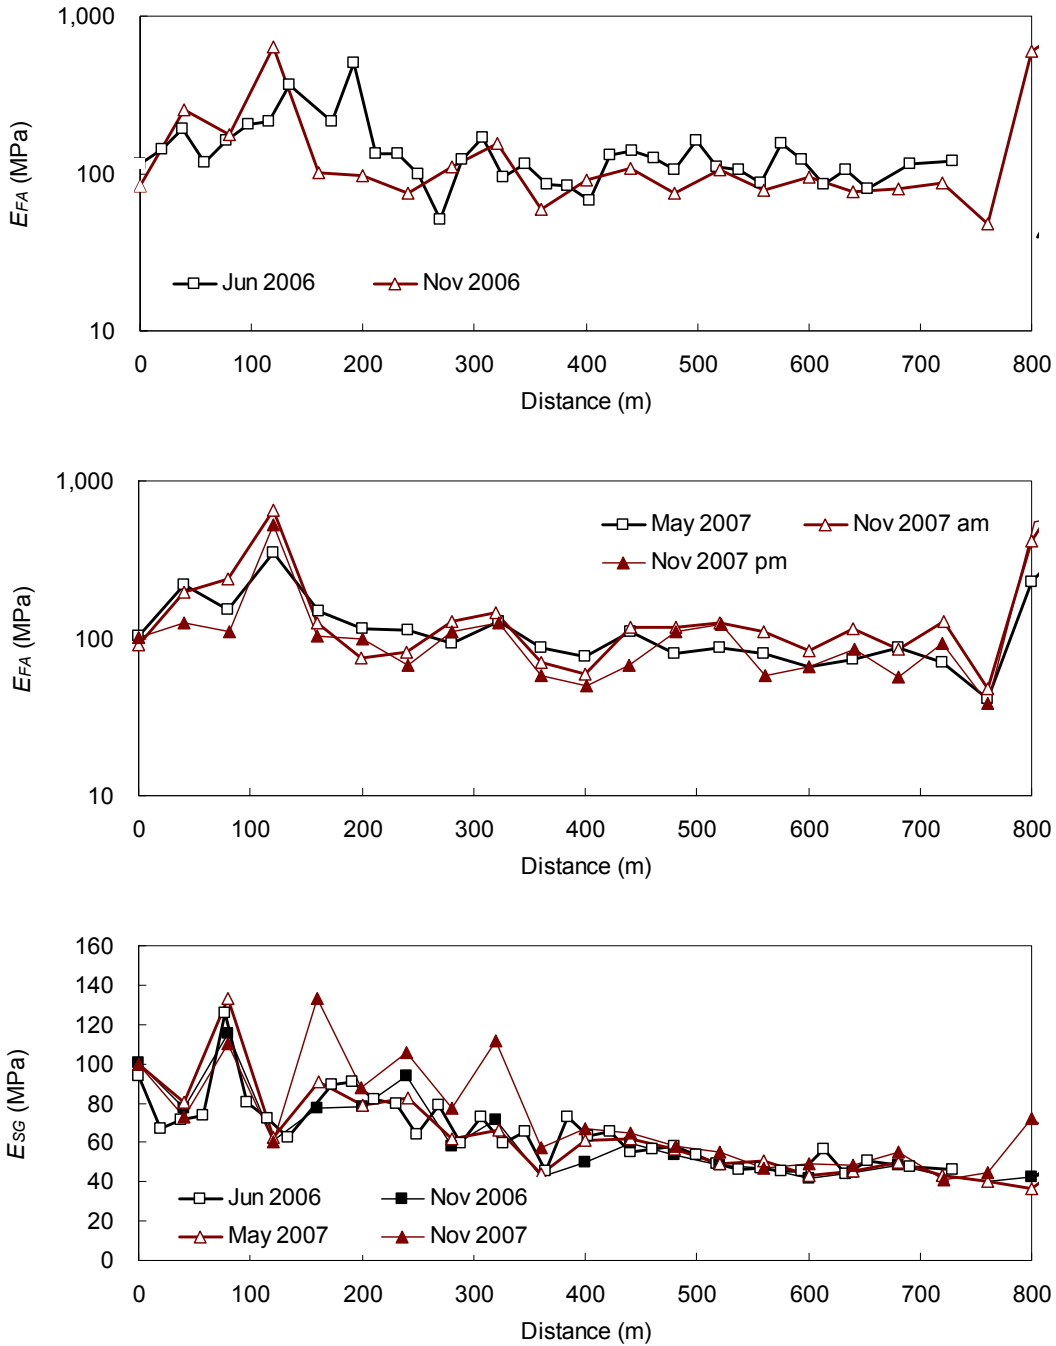 1,000
100
10
E_FA (MPa)
Jun 2006 Nov 2006
0 100 200 300 400 500 600 700 800
Distance (m)
1,000
100
10
E_FA (MPa)
May 2007 Nov 2007 am
Nov 2007 pm
0 100 200 300 400 500 600 700 800
Distance (m)
160
140
120
100
80
60
40
20
0
E_SG (MPa)
Jun 2006 Nov 2006
May 2007 Nov 2007
0 100 200 300 400 500 600 700 800
Distance (m)